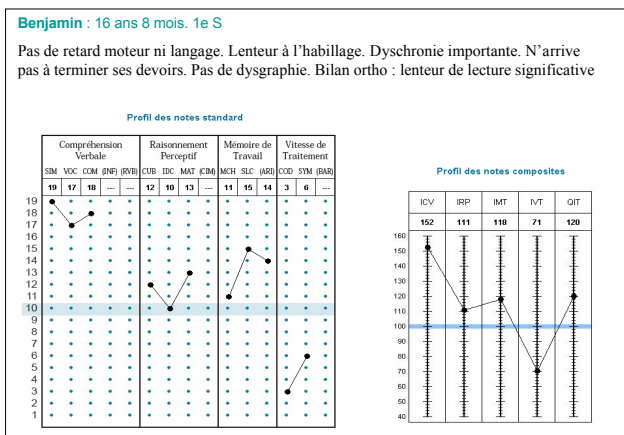 Benjamin : 16 ans 8 mois. 1e S
Pas de retard moteur ni langage. Lenteur à l'habillage. Dyschronie importante. N'arrive
pas à terminer ses devoirs. Pas de dysgraphie. Bilan ortho : lenteur de lecture significative
Profil des notes standard
Compréhension Verbale
Raisonnement Perceptif
Mémoire de Travail
Vitesse de Traitement
SIM VOC COM (INF) (RVB) CUB IDC MAT (CIM) MCH SLC (ARI) COD SYM (BAR)
19 17 18 --- --- 12 10 13 --- 11 15 14 3 6 ---
19
18
17
16
15
14
13
12
11
10
9
8
7
6
5
4
3
2
1
Profil des notes composites
ICV IRP IMT IVT QIT
152 111 118 71 120
160
150
140
130
120
110
100
90
80
70
60
50
40